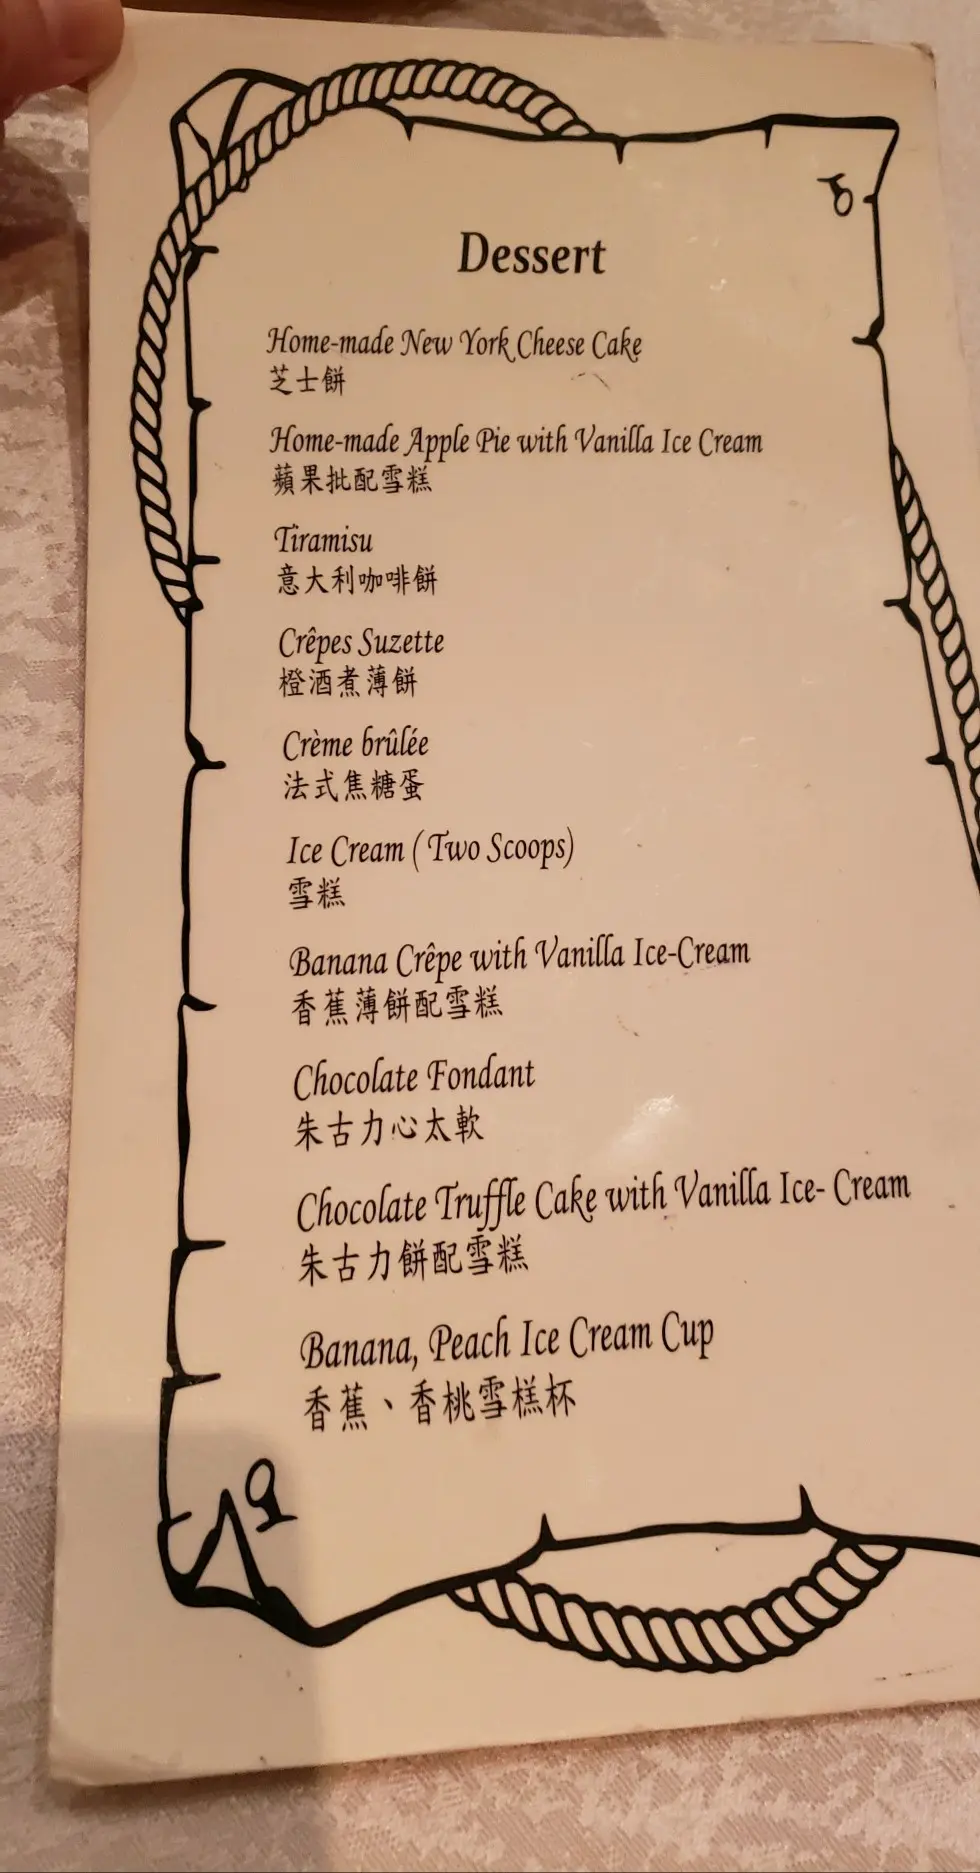 Dessert
Home-made New York Cheese Cake
芝士餅
Home-made Apple Pie with Vanilla Ice Cream
蘋果批配雪糕
Tiramisu
意大利咖啡餅
Crêpes Suzette
橙酒煮薄餅
Crème brûlée
法式焦糖蛋
Ice Cream ( Two Scoops)
雪糕
Banana Crêpe with Vanilla Ice-Cream
香蕉薄餅配雪糕
Chocolate Fondant
朱古力心太軟
Chocolate Truffle Cake with Vanilla Ice- Cream
朱古力餅配雪糕
Banana, Peach Ice Cream Cup
香蕉、香桃雪糕杯